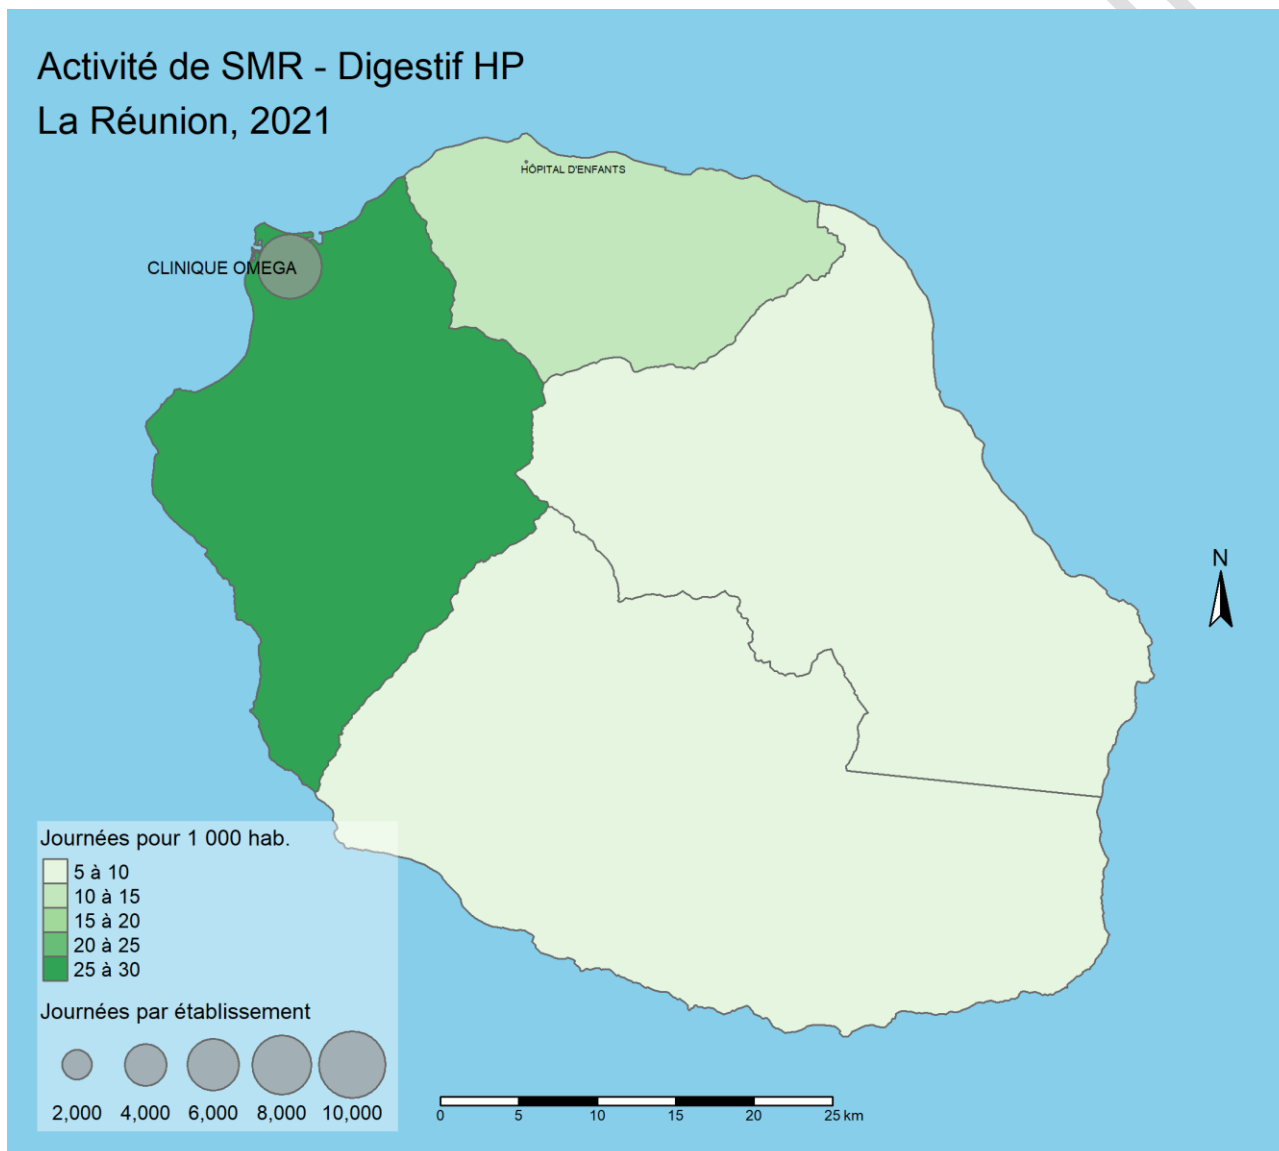 Activité de SMR - Digestif HP
La Réunion, 2021
HÔPITAL D'ENFANTS
CLINIQUE OMEGA
N
Journées pour 1 000 hab.
5 à 10
10 à 15
15 à 20
20 à 25
25 à 30
Journées par établissement
2,000 4,000 6,000 8,000 10,000
0 5 10 15 20 25 km